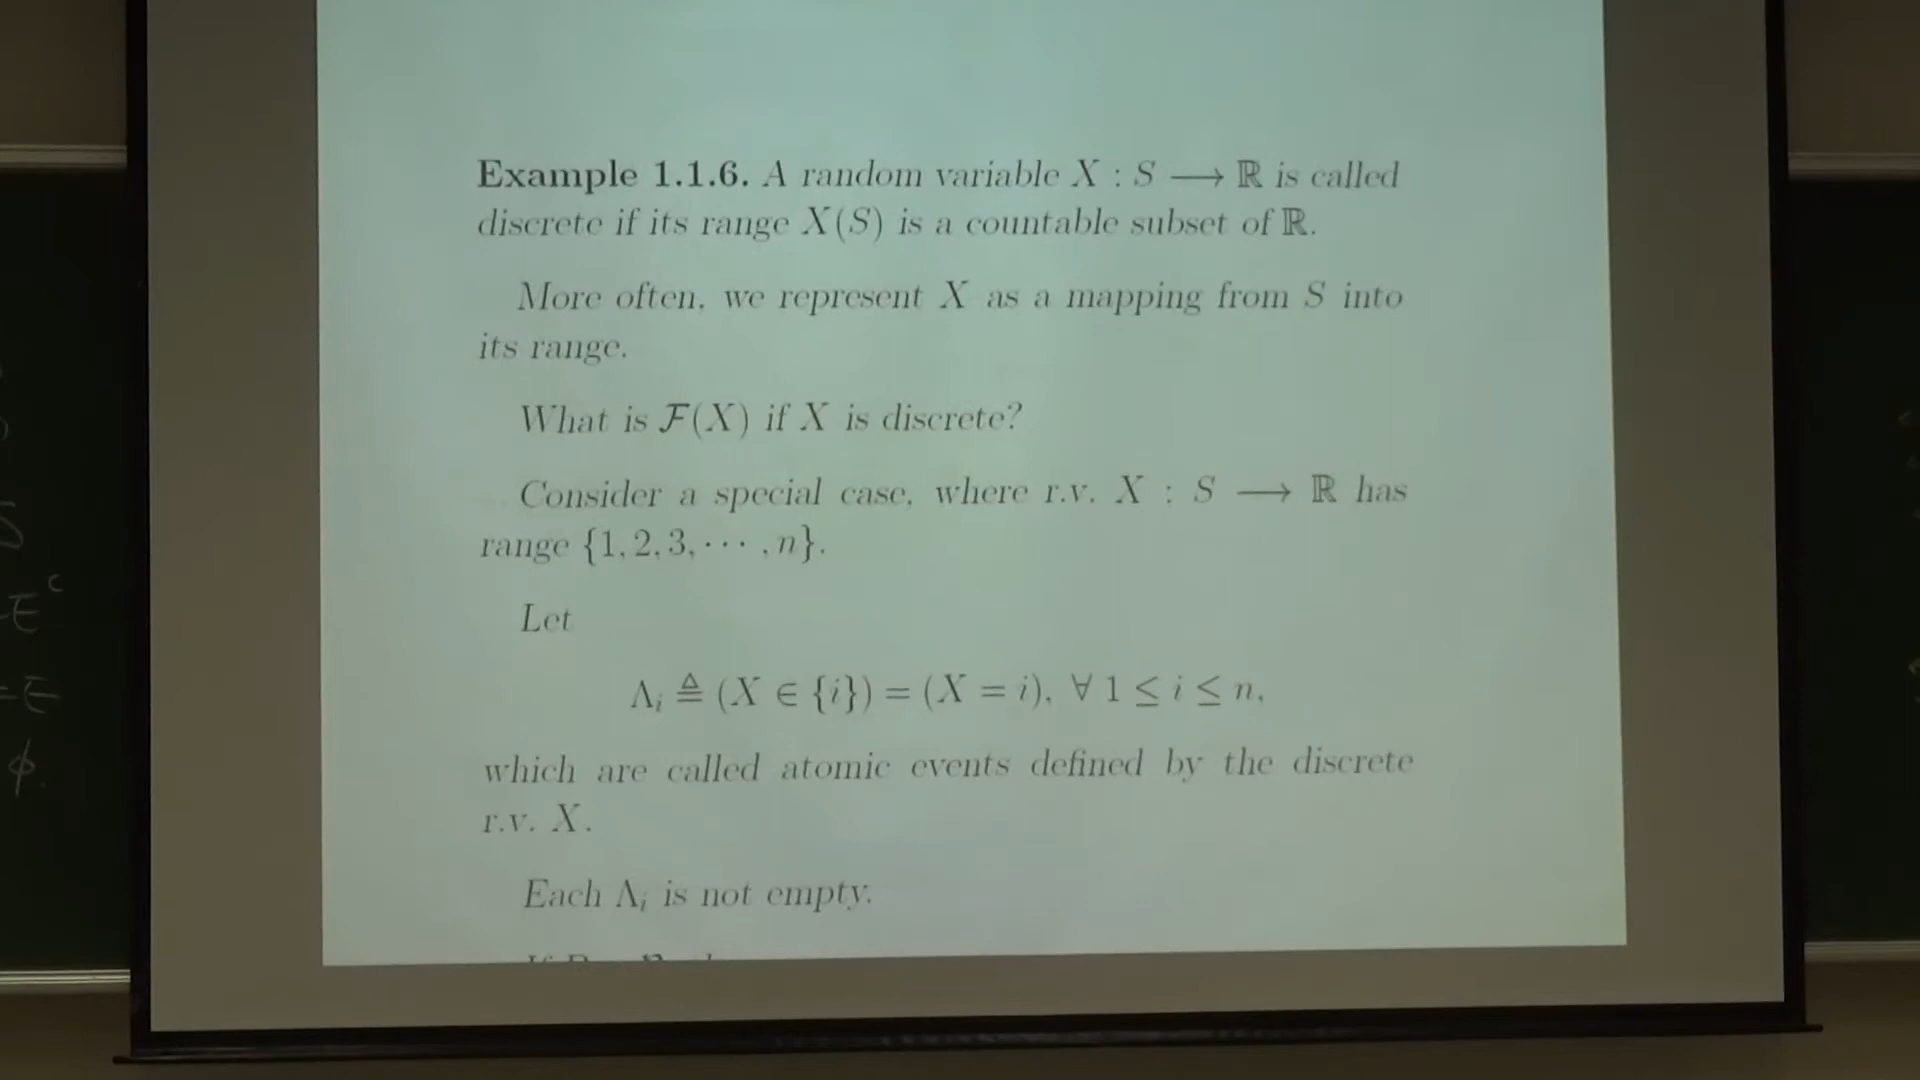 Example 1.1.6. A random variable X : S ⟶ ℝ is called
discrete if its range X(S) is a countable subset of ℝ.
More often, we represent X as a mapping from S into
its range.
What is ℱ(X) if X is discrete?
Consider a special case, where r.v. X : S ⟶ ℝ has
range {1, 2, 3, ⋯ , n}.
Let
Λᵢ ≜ (X ∈ {i}) = (X = i), ∀ 1 ≤ i ≤ n,
which are called atomic events defined by the discrete
r.v. X.
Each Λᵢ is not empty.
E^c
=E
ϕ.